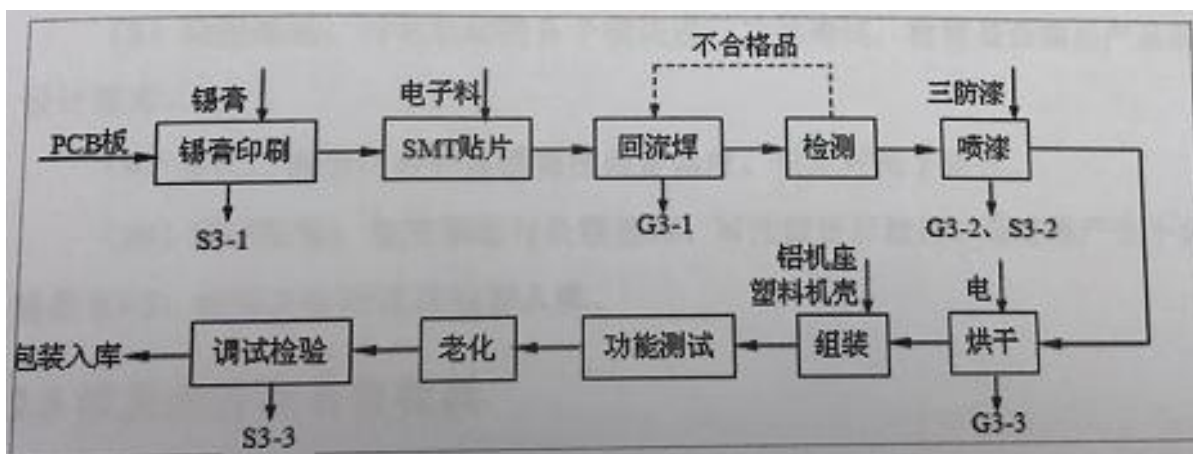 不合格品
锡膏
电子料
三防漆
PCB板
锡膏印刷
SMT贴片
回流焊
检测
喷漆
S3-1
G3-1
G3-2、S3-2
铝机座
塑料机壳
电
包装入库
调试检验
老化
功能测试
组装
烘干
S3-3
G3-3